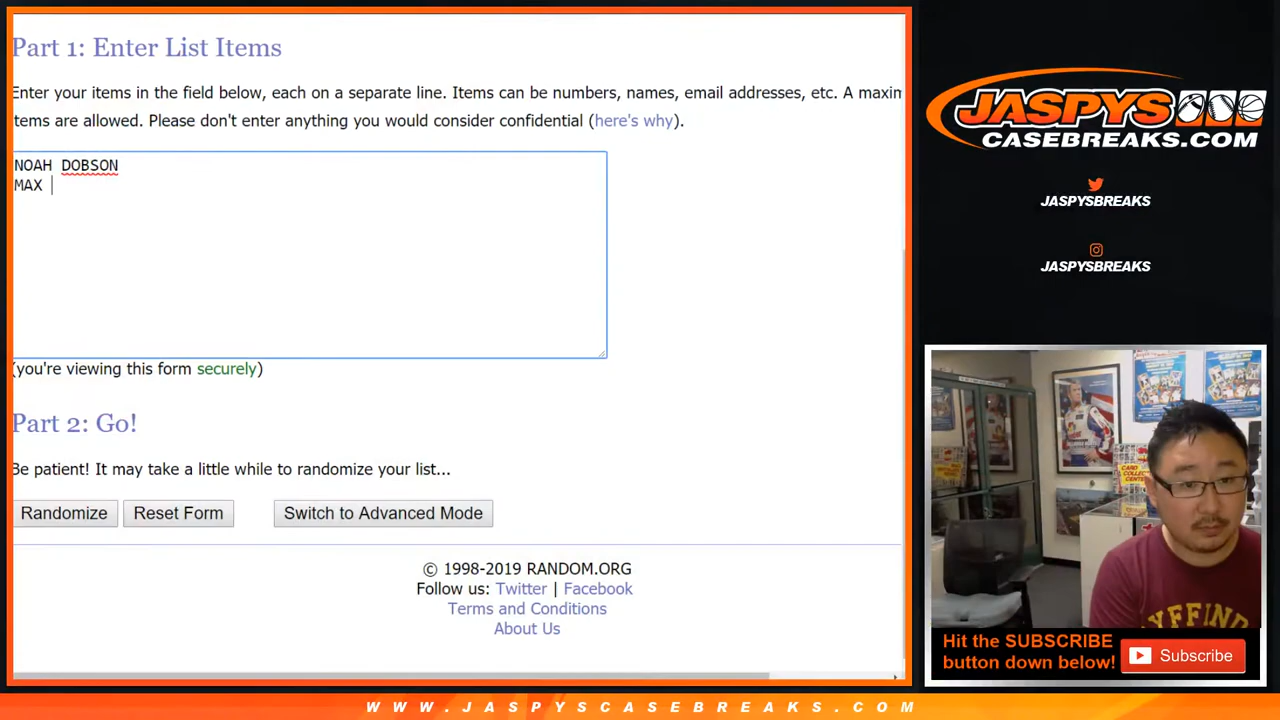 Part 1: Enter List Items
Enter your items in the field below, each on a separate line. Items can be numbers, names, email addresses, etc. A maxim
tems are allowed. Please don't enter anything you would consider confidential (here's why).
NOAH DOBSON
MAX
(you're viewing this form securely)
Part 2: Go!
Be patient! It may take a little while to randomize your list...
Randomize
Reset Form
Switch to Advanced Mode
© 1998-2019 RANDOM.ORG
Follow us: Twitter | Facebook
Terms and Conditions
About Us
JASPYS
CASEBREAKS.COM
JASPYSBREAKS
JASPYSBREAKS
Hit the SUBSCRIBE
button down below!
Subscribe
WWW.JASPYSCASEBREAKS.COM